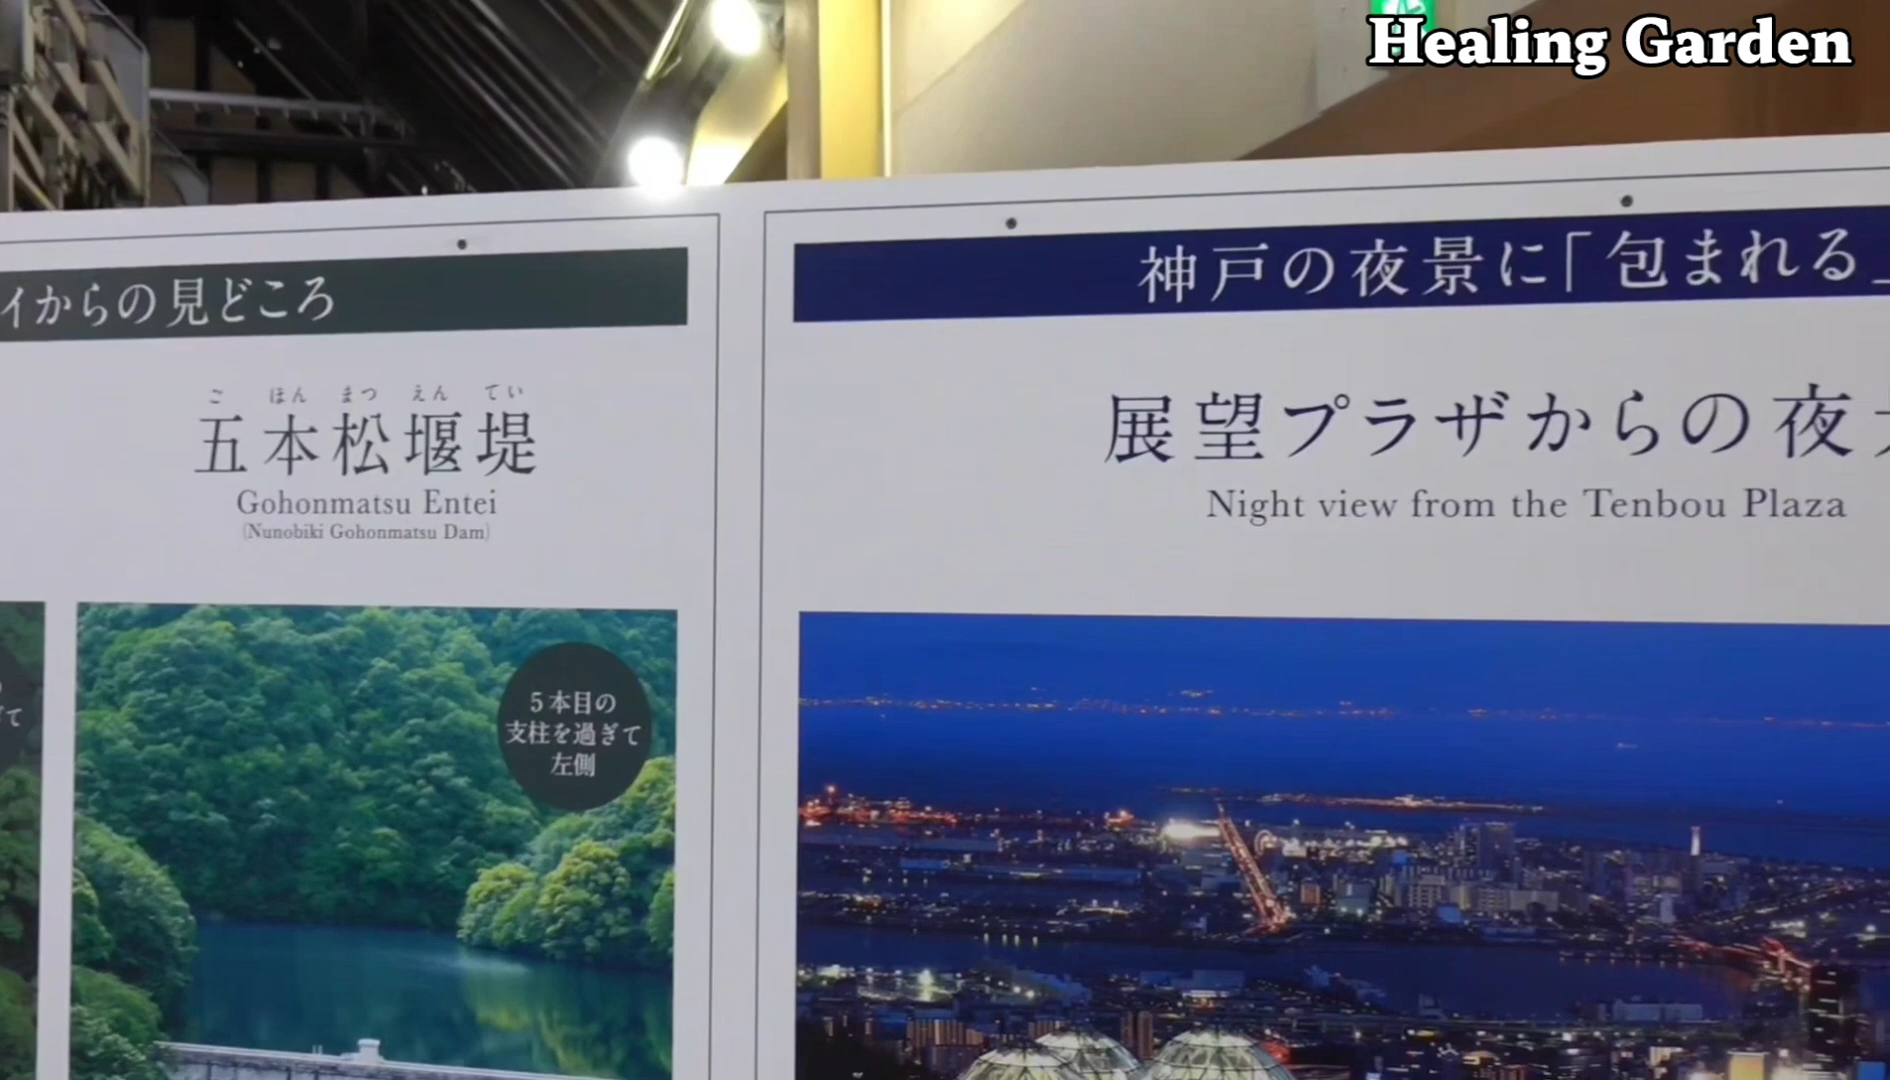 Healing Garden
イからの見どころ
ご ほん まつ えん てい
五本松堰堤
Gohonmatsu Entei
(Nunobiki Gohonmatsu Dam)
5本目の
支柱を過ぎて
左側
神戸の夜景に「包まれる」
展望プラザからの夜
Night view from the Tenbou Plaza